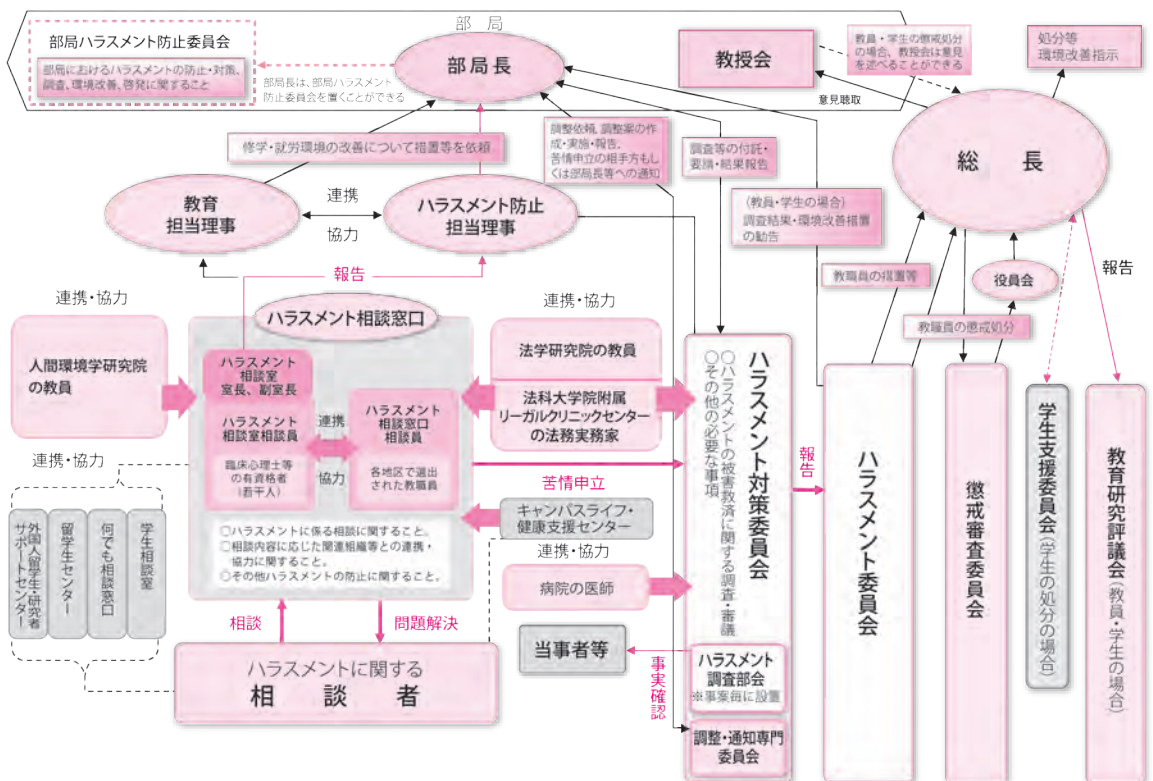 部 局
部局ハラスメント防止委員会
部局におけるハラスメントの防止・対策、
調査、環境改善、啓発に関すること
部局長は、部局ハラスメント
防止委員会を置くことができる
部局長
教授会
教員・学生の懲戒処分
の場合、教授会は意見
を述べることができる
処分等
環境改善指示
意見聴取
修学・就労環境の改善について措置等を依頼
調整依頼、調整案の作
成・実施・報告、
苦情申立の相手方もし
くは部局長等への通知
調査等の付託・
要請・結果報告
総 長
教育
担当理事
連携
協力
ハラスメント防止
担当理事
(教員・学生の場合)
調査結果・環境改善措置
の勧告
報告
教職員の措置等
役員会
報告
教職員の懲戒処分
連携・協力
人間環境学研究院
の教員
ハラスメント相談窓口
ハラスメント
相談室
室長、副室長
ハラスメント
相談室相談員
臨床心理士等
の有資格者
(若干人)
連携
協力
ハラスメント
相談窓口
相談員
各地区で選出
された教職員
○ハラスメントに係る相談に関すること。
○相談内容に応じた関連組織等との連携・
協力に関すること。
○その他ハラスメントの防止に関すること。
連携・協力
法学研究院の教員
法科大学院附属
リーガルクリニックセンター
の法務実務家
苦情申立
キャンパスライフ・
健康支援センター
連携・協力
病院の医師
当事者等
事実確認
ハラスメント対策委員会
○ハラスメントの被害救済に関する調査・審議
○その他の必要な事項
ハラスメント
調査部会
※事案毎に設置
調整・通知専門
委員会
報告
ハラスメント委員会
懲戒審査委員会
学生支援委員会(学生の処分の場合)
教育研究評議会(教員・学生の場合)
連携・協力
外国人留学生・研究者
サポートセンター
留学生センター
何でも相談窓口
学生相談室
相談
問題解決
ハラスメントに関する
相 談 者